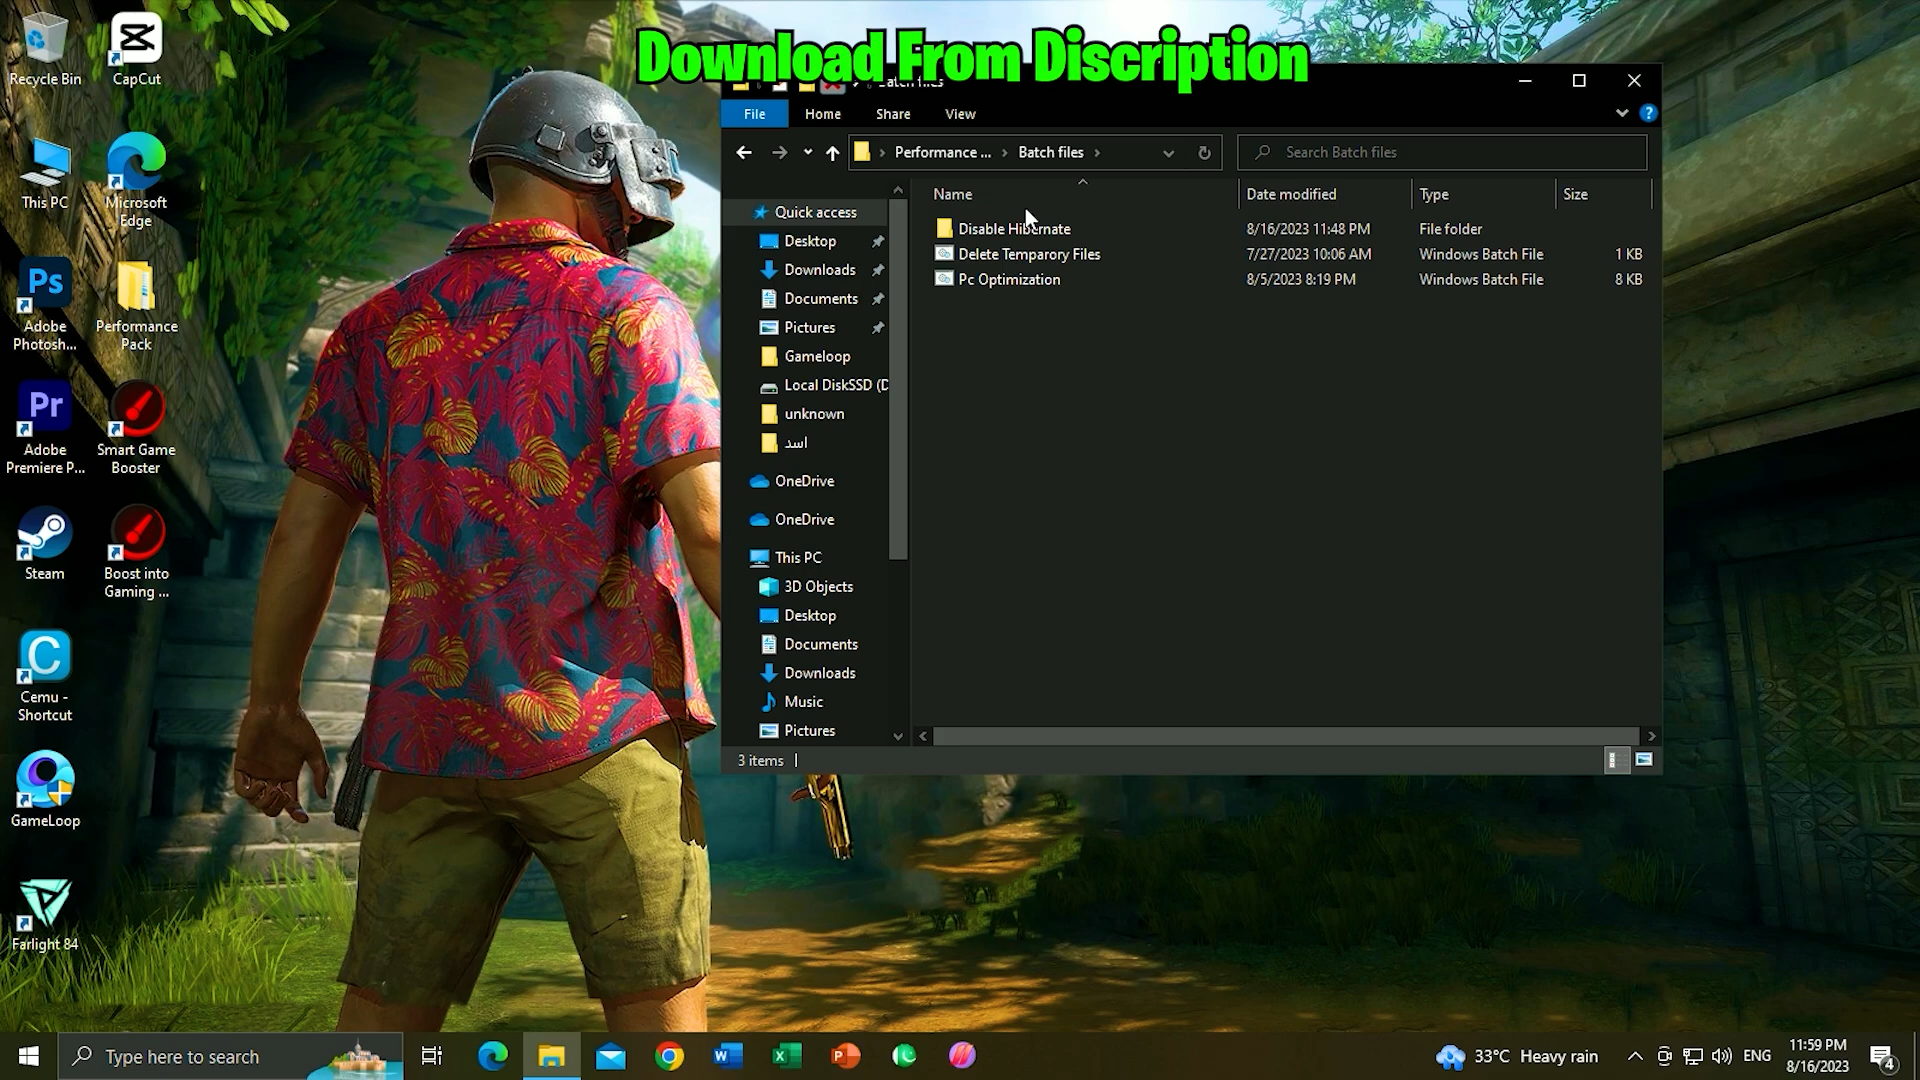 Download From Discription
Recycle Bin
CapCut
This PC
Microsoft
Edge
Adobe
Photosh...
Performance
Pack
Adobe
Premiere P...
Smart Game
Booster
Steam
Boost into
Gaming ...
Cemu -
Shortcut
GameLoop
Farlight 84
Batch files
File Home Share View
Performance ... Batch files
Search Batch files
Name Date modified Type Size
Disable Hibernate 8/16/2023 11:48 PM File folder
Delete Temparory Files 7/27/2023 10:06 AM Windows Batch File 1 KB
Pc Optimization 8/5/2023 8:19 PM Windows Batch File 8 KB
Quick access
Desktop
Downloads
Documents
Pictures
Gameloop
Local DiskSSD (D
unknown
اسد
OneDrive
OneDrive
This PC
3D Objects
Desktop
Documents
Downloads
Music
Pictures
3 items
Type here to search
33°C Heavy rain
ENG
11:59 PM
8/16/2023
4